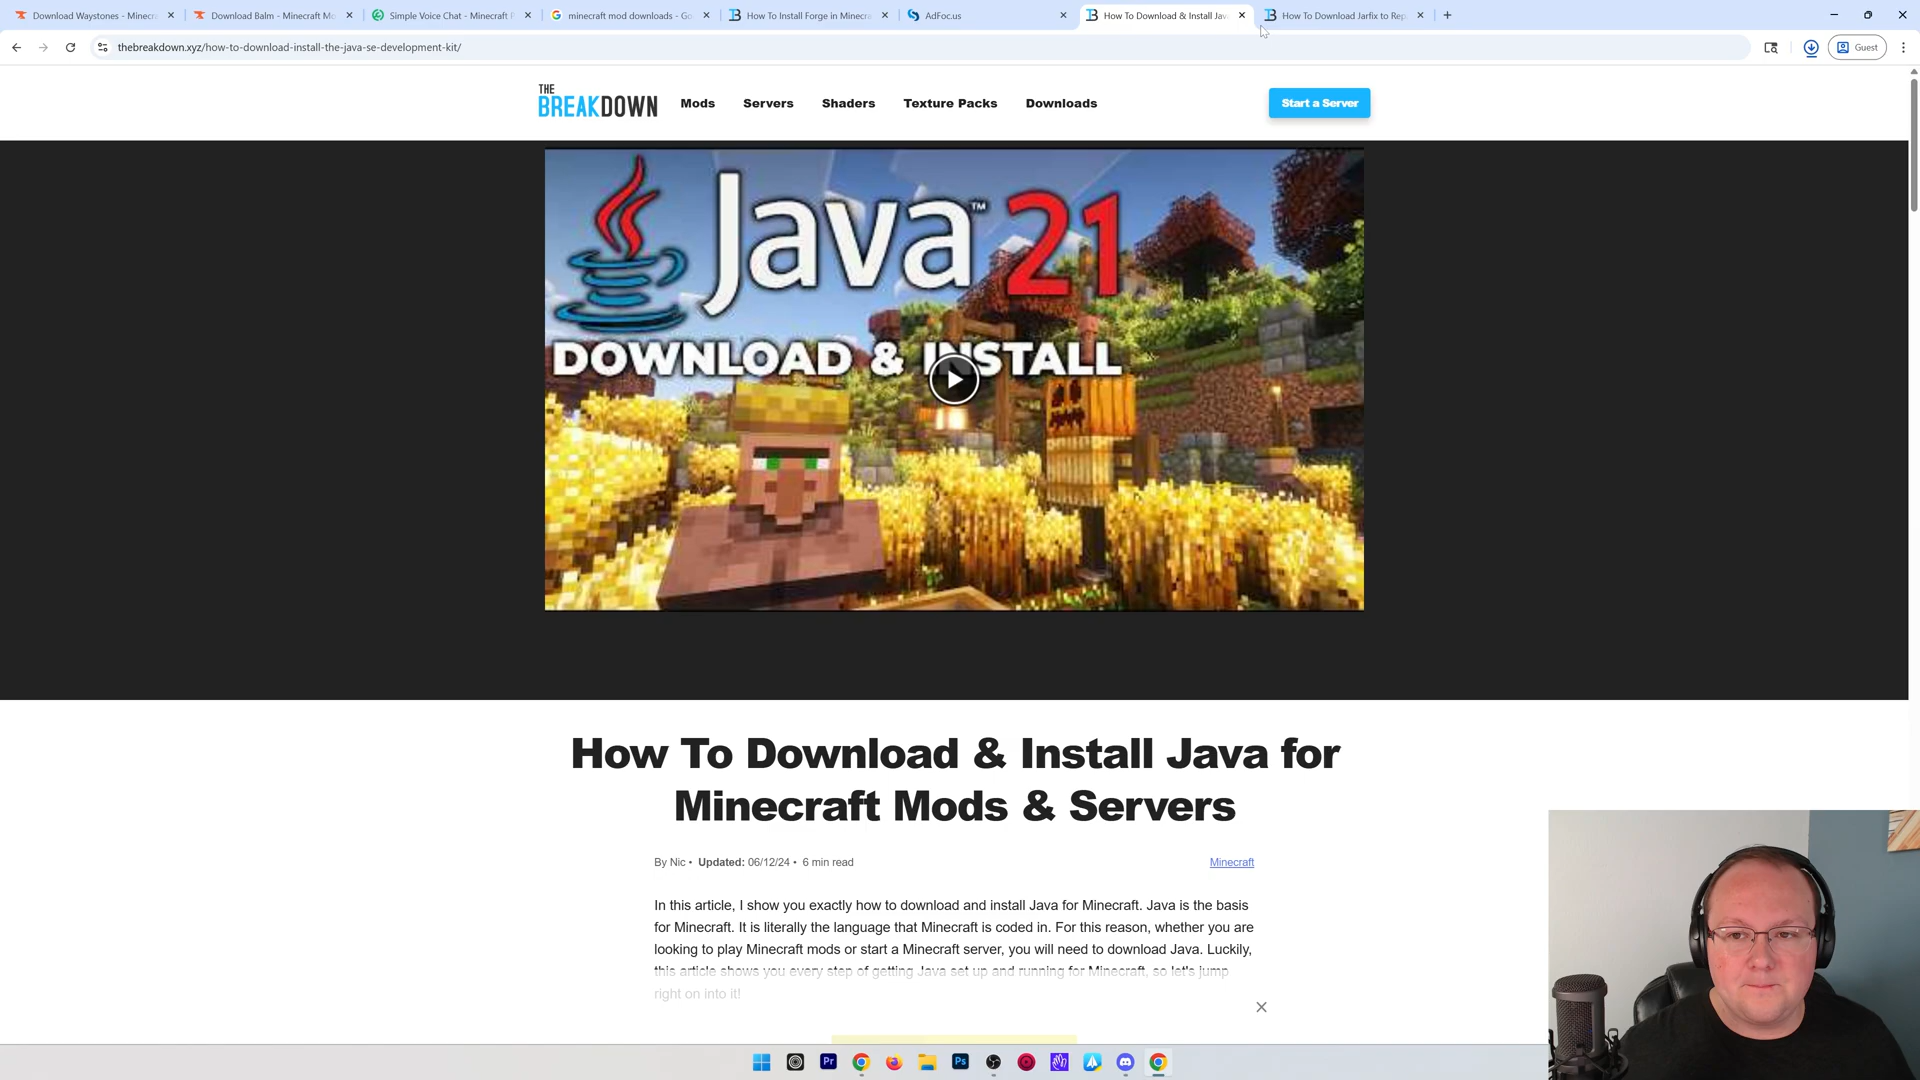 Download Waystones - Minecr
Download Balm - Minecraft Mo
Simple Voice Chat - Minecraft P
minecraft mod downloads - Go
How To Install Forge in Minecra
AdFoc.us
How To Download & Install Jav
How To Download Jarfix to Rep
thebreakdown.xyz/how-to-download-install-the-java-se-development-kit/
Guest
THE
BREAKDOWN
Mods
Servers
Shaders
Texture Packs
Downloads
Start a Server
Java™ 21
DOWNLOAD & INSTALL
How To Download & Install Java for
Minecraft Mods & Servers
By Nic • Updated: 06/12/24 • 6 min read
Minecraft
In this article, I show you exactly how to download and install Java for Minecraft. Java is the basis
for Minecraft. It is literally the language that Minecraft is coded in. For this reason, whether you are
looking to play Minecraft mods or start a Minecraft server, you will need to download Java. Luckily,
this article shows you every step of getting Java set up and running for Minecraft, so let's jump
right on into it!
Pr
Ps